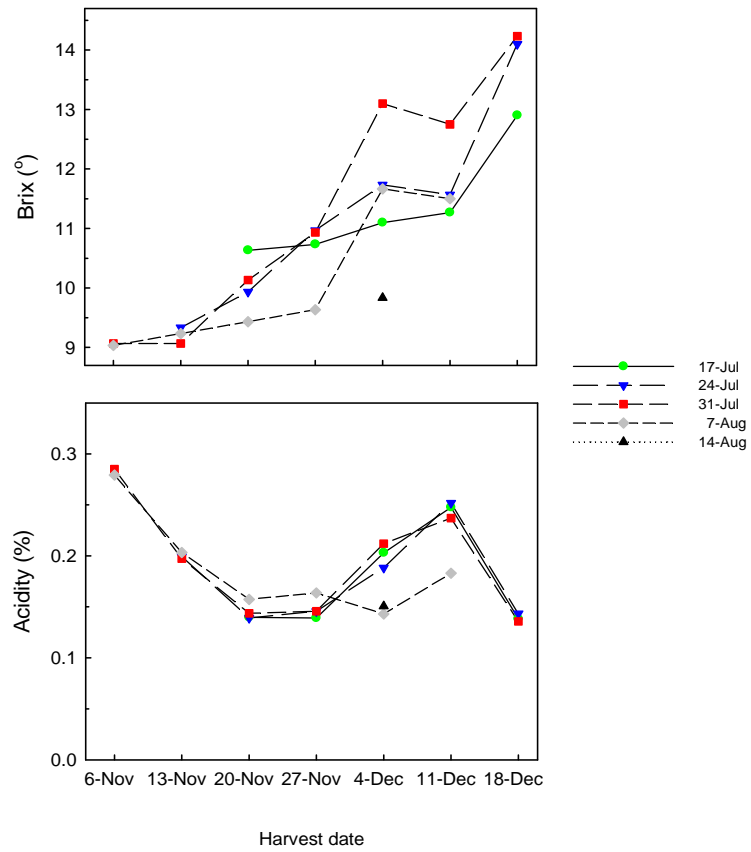 14
13
12
11
10
9
Brix (º)
17-Jul
24-Jul
31-Jul
7-Aug
14-Aug
0.3
0.2
0.1
0.0
Acidity (%)
6-Nov 13-Nov 20-Nov 27-Nov 4-Dec 11-Dec 18-Dec
Harvest date